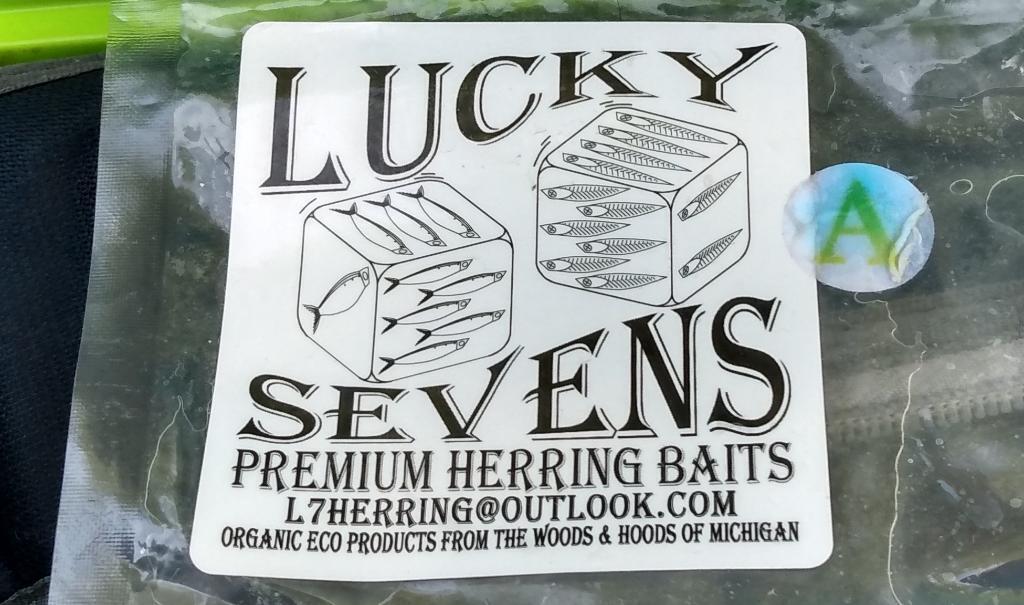 LUCKY
A
SEVENS
PREMIUM HERRING BAITS
L7HERRING@OUTLOOK.COM
ORGANIC ECO PRODUCTS FROM THE WOODS & HOODS OF MICHIGAN